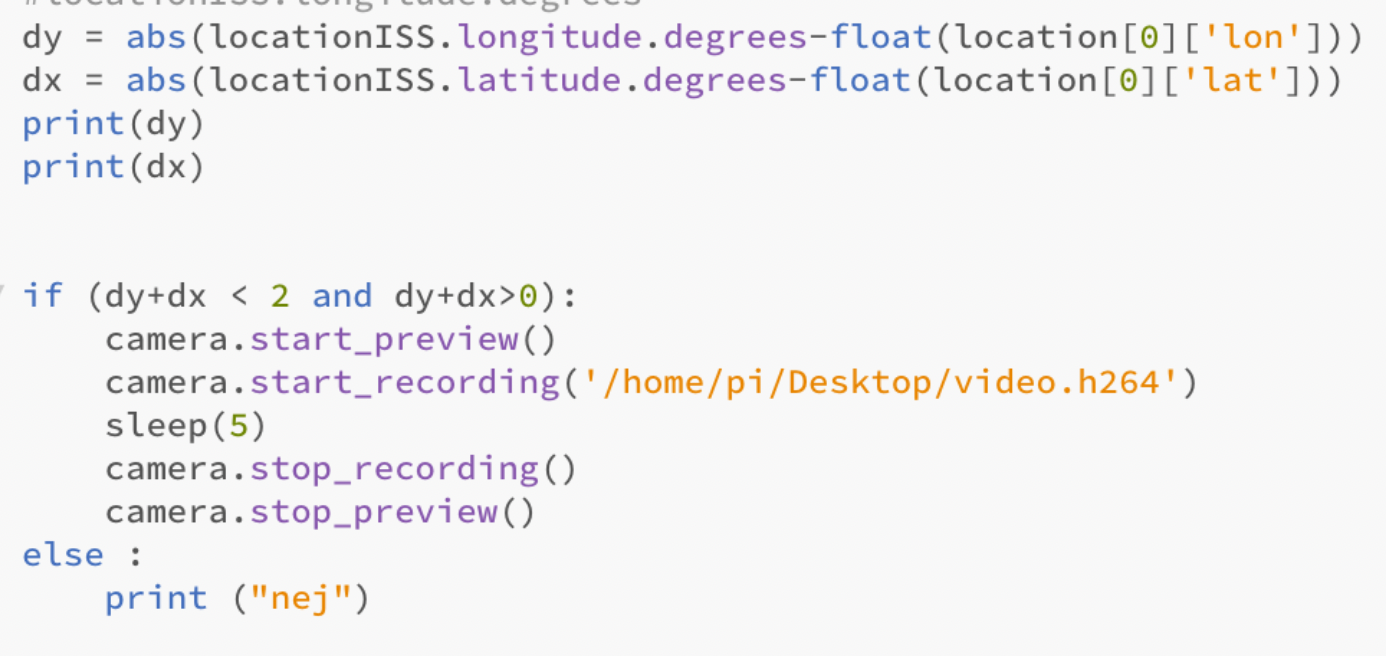 #locationISS.longitude.degrees
dy = abs(locationISS.longitude.degrees-float(location[0]['lon']))
dx = abs(locationISS.latitude.degrees-float(location[0]['lat']))
print(dy)
print(dx)
if (dy+dx < 2 and dy+dx>0):
    camera.start_preview()
    camera.start_recording('/home/pi/Desktop/video.h264')
    sleep(5)
    camera.stop_recording()
    camera.stop_preview()
else :
    print ("nej")